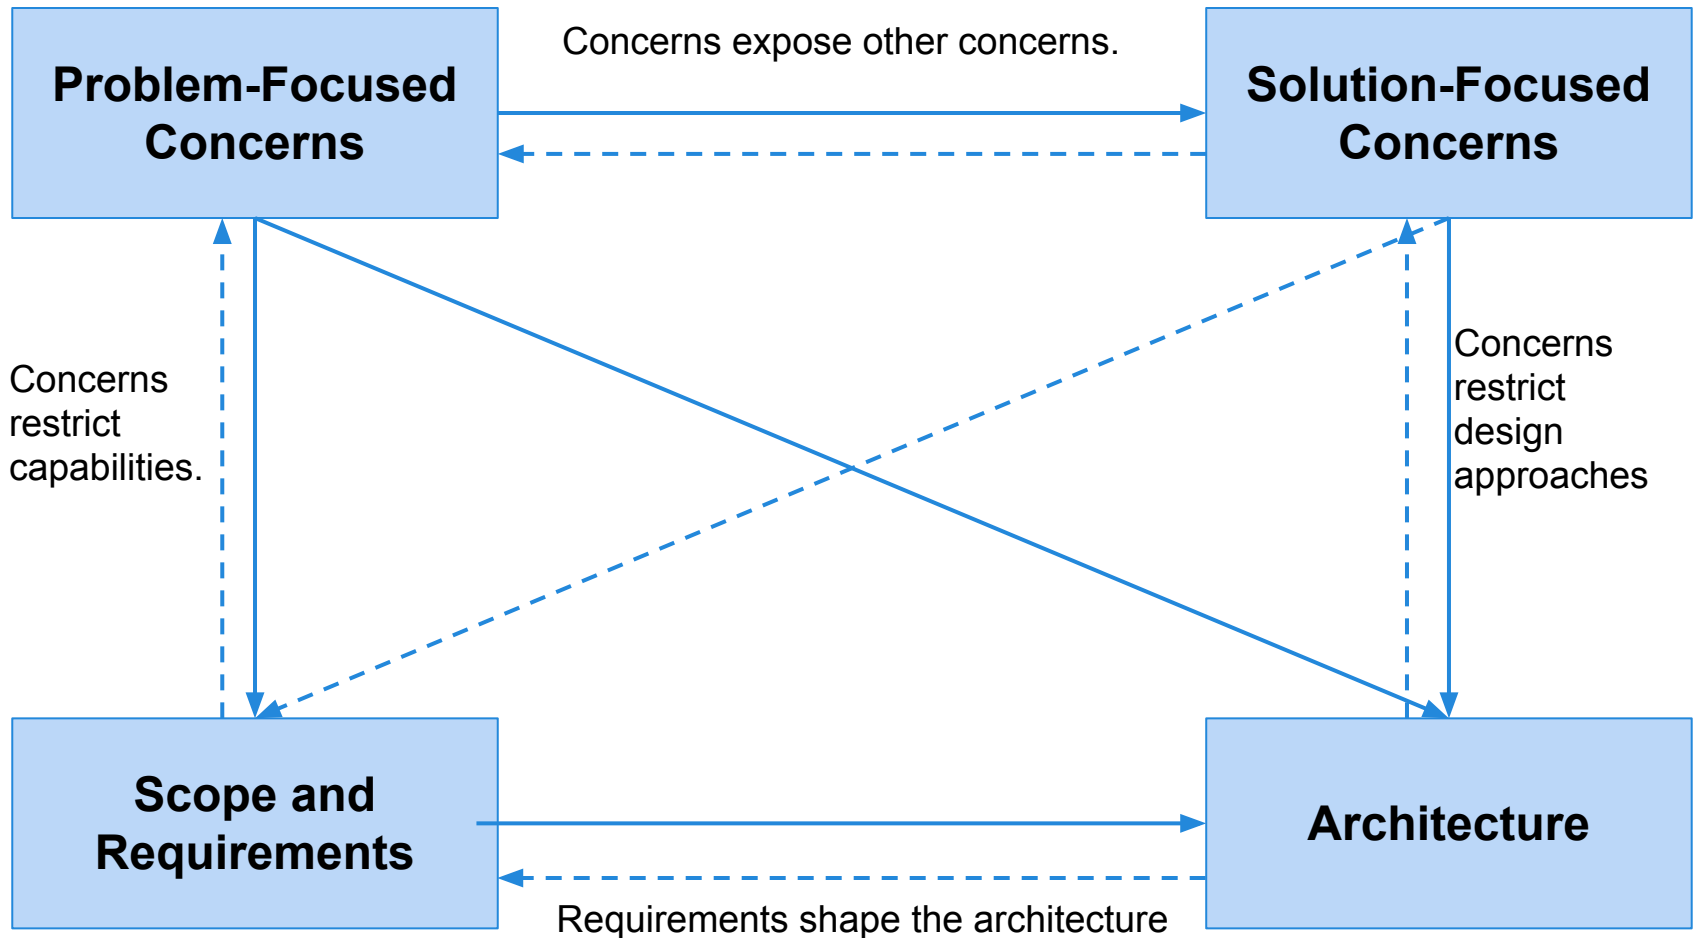 Concerns expose other concerns.
Problem-Focused
Concerns
Solution-Focused
Concerns
Concerns
restrict
capabilities.
Concerns
restrict
design
approaches
Scope and
Requirements
Architecture
Requirements shape the architecture